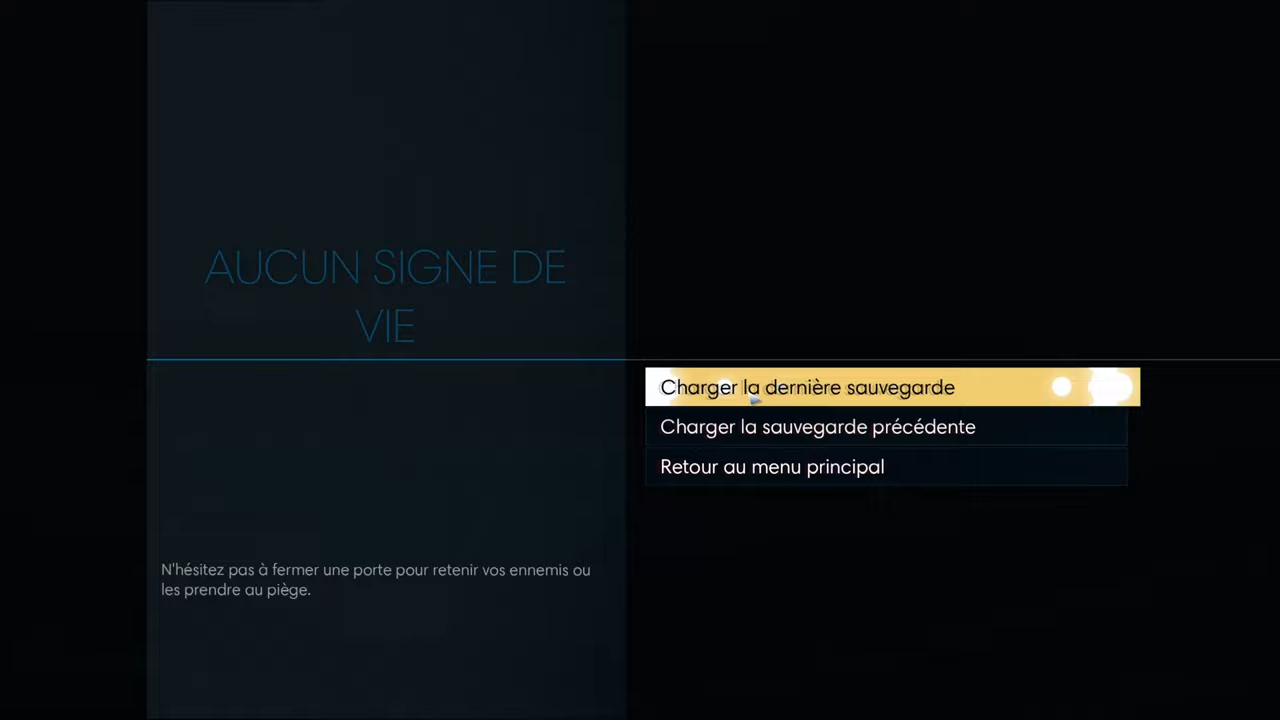 AUCUN SIGNE DE
VIE
Charger la dernière sauvegarde
Charger la sauvegarde précédente
Retour au menu principal
N'hésitez pas à fermer une porte pour retenir vos ennemis ou
les prendre au piège.